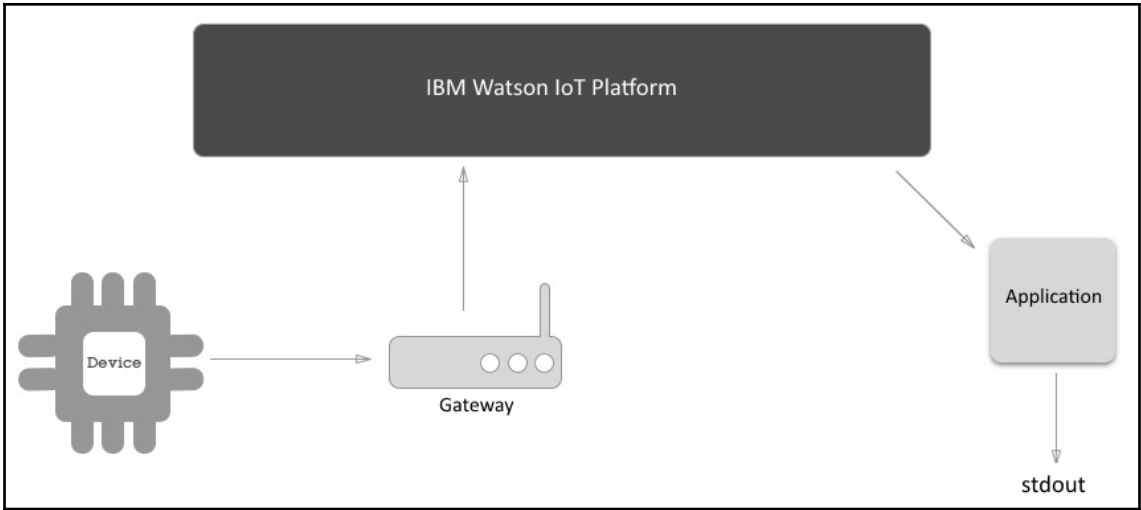 IBM Watson IoT Platform
Application
Device
Gateway
stdout